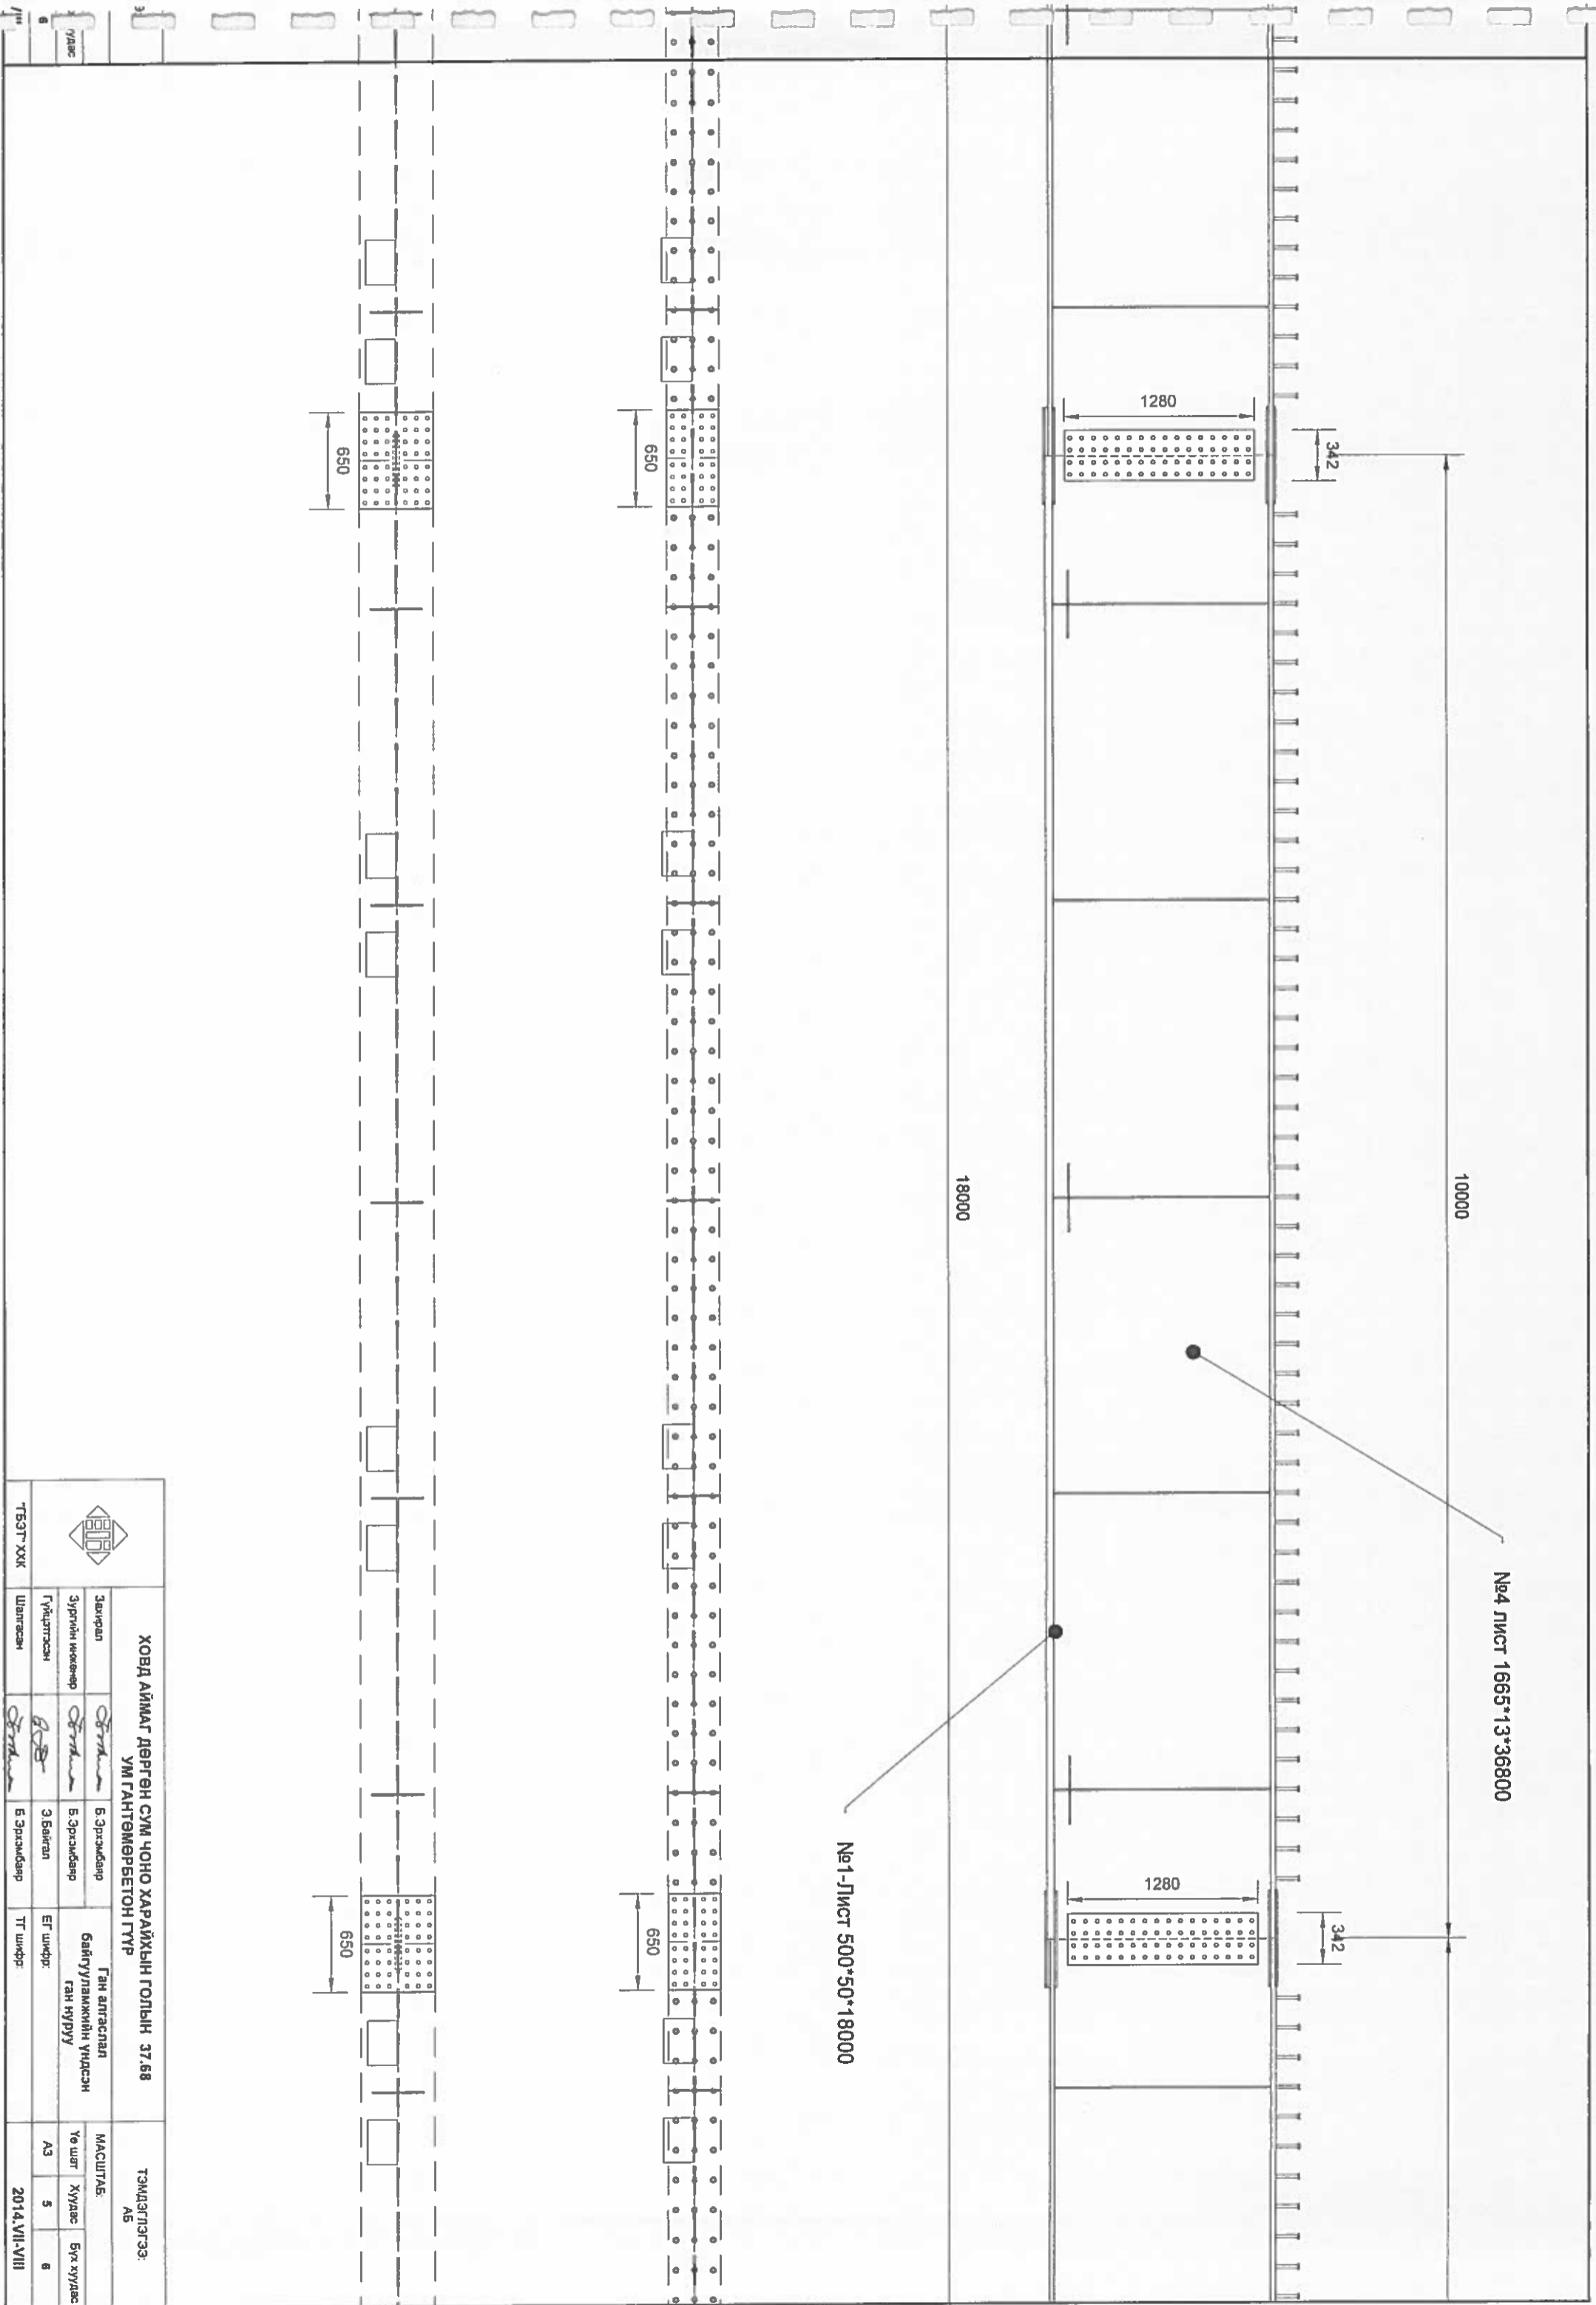 10000
№4 лист 1665*13*36800
342
342
1280
1280
18000
№1-Лист 500*50*18000
650
650
650
650
ХОВД АЙМАГ ДӨРГӨН СУМ ЧОНО ХАРАЙХЫН ГОЛЫН 37.68
УМ ГАНТӨМӨРБЕТОН ГҮҮР
ТЭМДЭГЛЭГЭЭ:
АБ
Захирал Б.Эрхэмбаяр
Зургийн инженер Б.Эрхэмбаяр
Гүйцэтгэсэн З.Байгал
Шалгасан Б.Эрхэмбаяр
Ган алгаслал
байгууламжийн үндсэн
ган нуруу
ЕГ шифр:
ТГ шифр:
МАСШТАБ:
Үе шат Хуудас Бүх хуудас
А3 5 6
2014.VII-VIII
"ГБЭТ" ХХК
хуудас
6